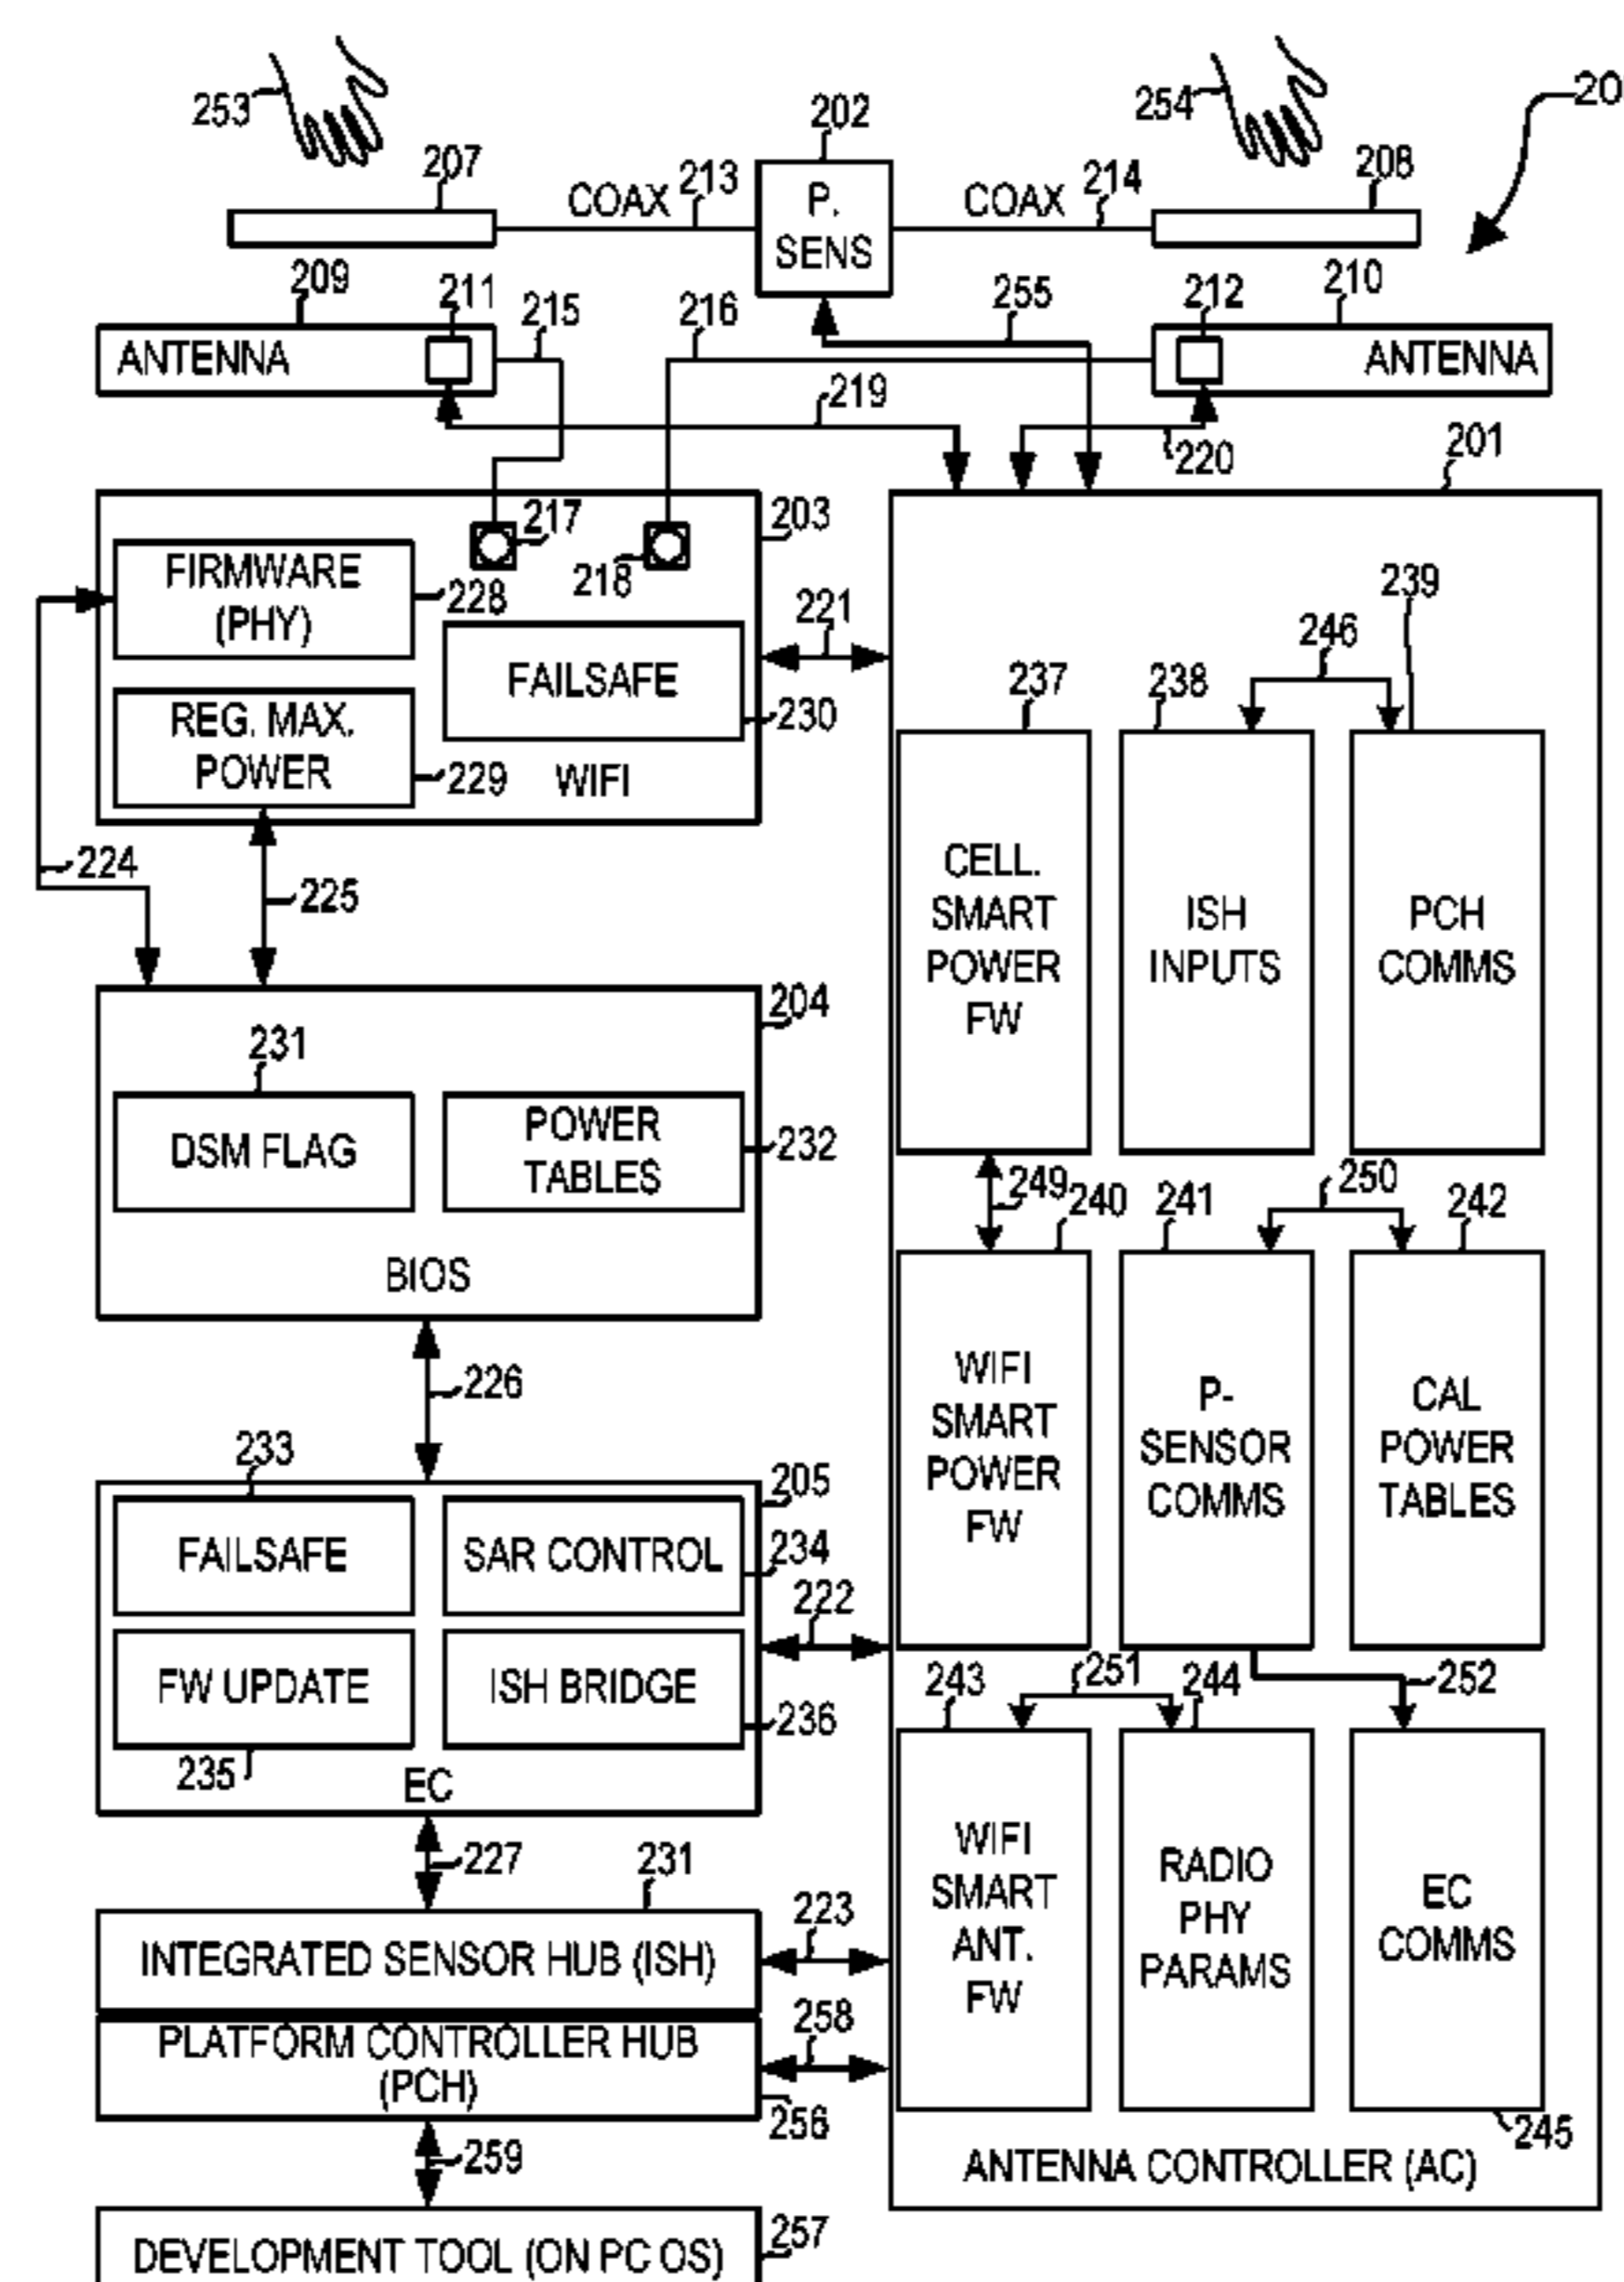 253
254
20
202
207
208
COAX 213
P.
SENS
COAX 214
209
211
215
216
255
212
210
ANTENNA
ANTENNA
219
220
201
203
217
218
FIRMWARE
(PHY)
228
221
239
FAILSAFE
230
246
237
238
REG. MAX.
POWER
229
WIFI
224
225
CELL.
SMART
POWER
FW
ISH
INPUTS
PCH
COMMS
204
231
DSM FLAG
POWER
TABLES
232
BIOS
249
240
241
250
242
226
WIFI
SMART
POWER
FW
P-
SENSOR
COMMS
CAL
POWER
TABLES
233
205
FAILSAFE
SAR CONTROL
234
222
FW UPDATE
ISH BRIDGE
236
235
EC
243
251
244
252
227
231
223
WIFI
SMART
ANT.
FW
RADIO
PHY
PARAMS
EC
COMMS
INTEGRATED SENSOR HUB (ISH)
258
PLATFORM CONTROLLER HUB
(PCH)
256
245
259
ANTENNA CONTROLLER (AC)
DEVELOPMENT TOOL (ON PC OS)
257